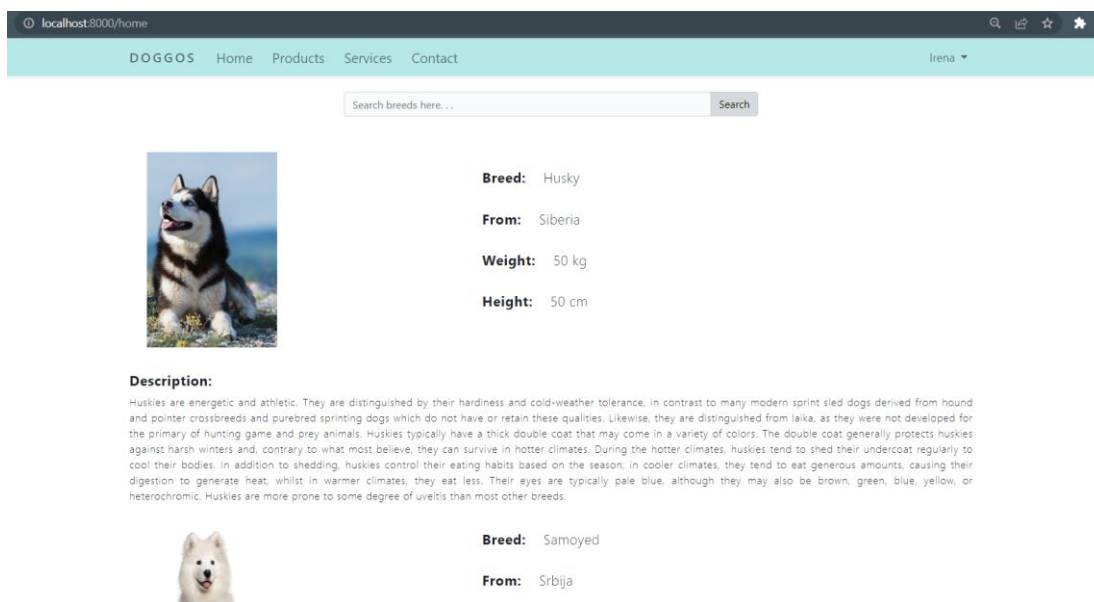 localhost:8000/home
DOGGOS Home Products Services Contact Irena
Search breeds here. . . Search
Breed: Husky
From: Siberia
Weight: 50 kg
Height: 50 cm
Description:
Huskies are energetic and athletic. They are distinguished by their hardiness and cold-weather tolerance, in contrast to many modern sprint sled dogs derived from hound
and pointer crossbreeds and purebred sprinting dogs which do not have or retain these qualities. Likewise, they are distinguished from laika, as they were not developed for
the primary of hunting game and prey animals. Huskies typically have a thick double coat that may come in a variety of colors. The double coat generally protects huskies
against harsh winters and, contrary to what most believe, they can survive in hotter climates. During the hotter climates, huskies tend to shed their undercoat regularly to
cool their bodies. In addition to shedding, huskies control their eating habits based on the season; in cooler climates, they tend to eat generous amounts, causing their
digestion to generate heat, whilst in warmer climates, they eat less. Their eyes are typically pale blue, although they may also be brown, green, blue, yellow, or
heterochromic. Huskies are more prone to some degree of uveitis than most other breeds.
Breed: Samoyed
From: Srbija